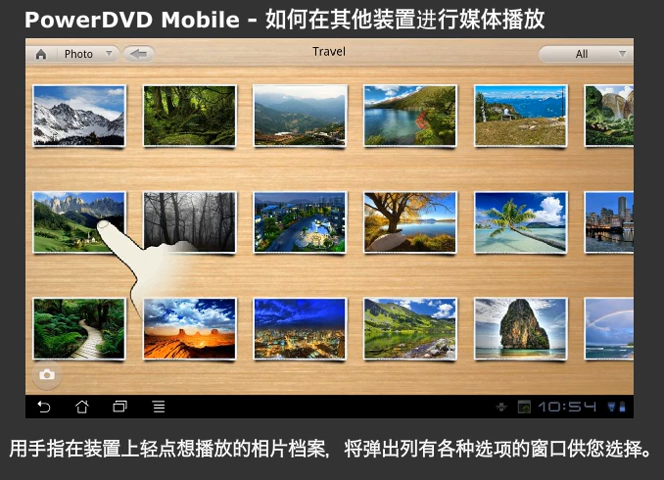 PowerDVD Mobile - 如何在其他装置进行媒体播放
Photo
Travel
All
10:54
用手指在装置上轻点想播放的相片档案，将弹出列有各种选项的窗口供您选择。